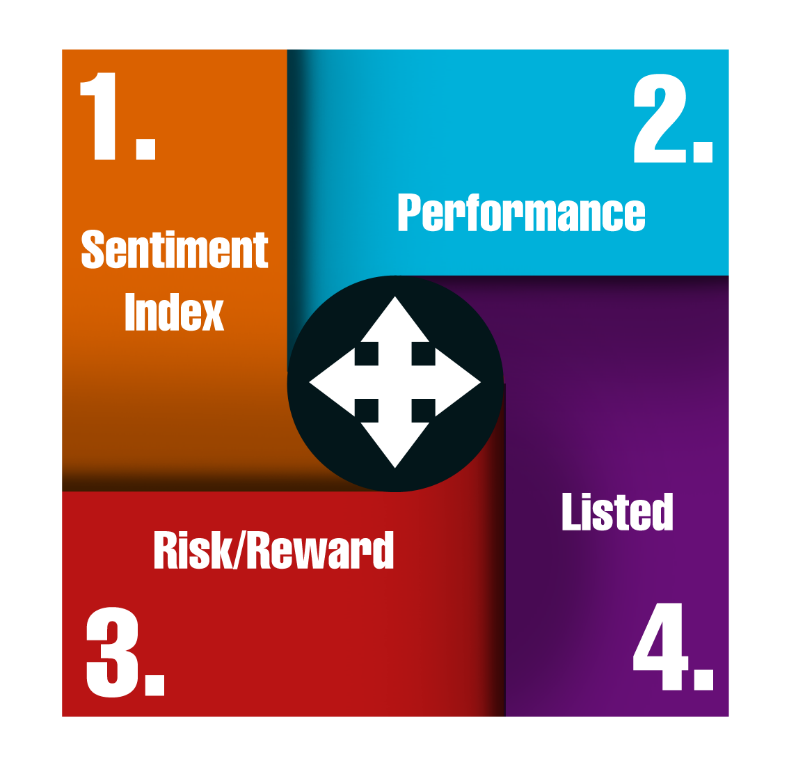 1.
Sentiment
Index
2.
Performance
Risk/Reward
3.
Listed
4.